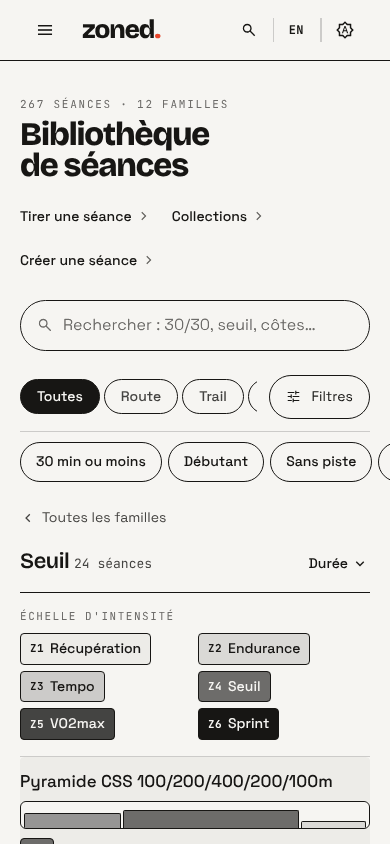 zoned.
EN
A
267 SÉANCES · 12 FAMILLES
Bibliothèque
de séances
Tirer une séance
Collections
Créer une séance
Rechercher : 30/30, seuil, côtes…
Toutes
Route
Trail
Filtres
30 min ou moins
Débutant
Sans piste
Toutes les familles
Seuil 24 séances
Durée
ÉCHELLE D'INTENSITÉ
Z1 Récupération
Z2 Endurance
Z3 Tempo
Z4 Seuil
Z5 VO2max
Z6 Sprint
Pyramide CSS 100/200/400/200/100m